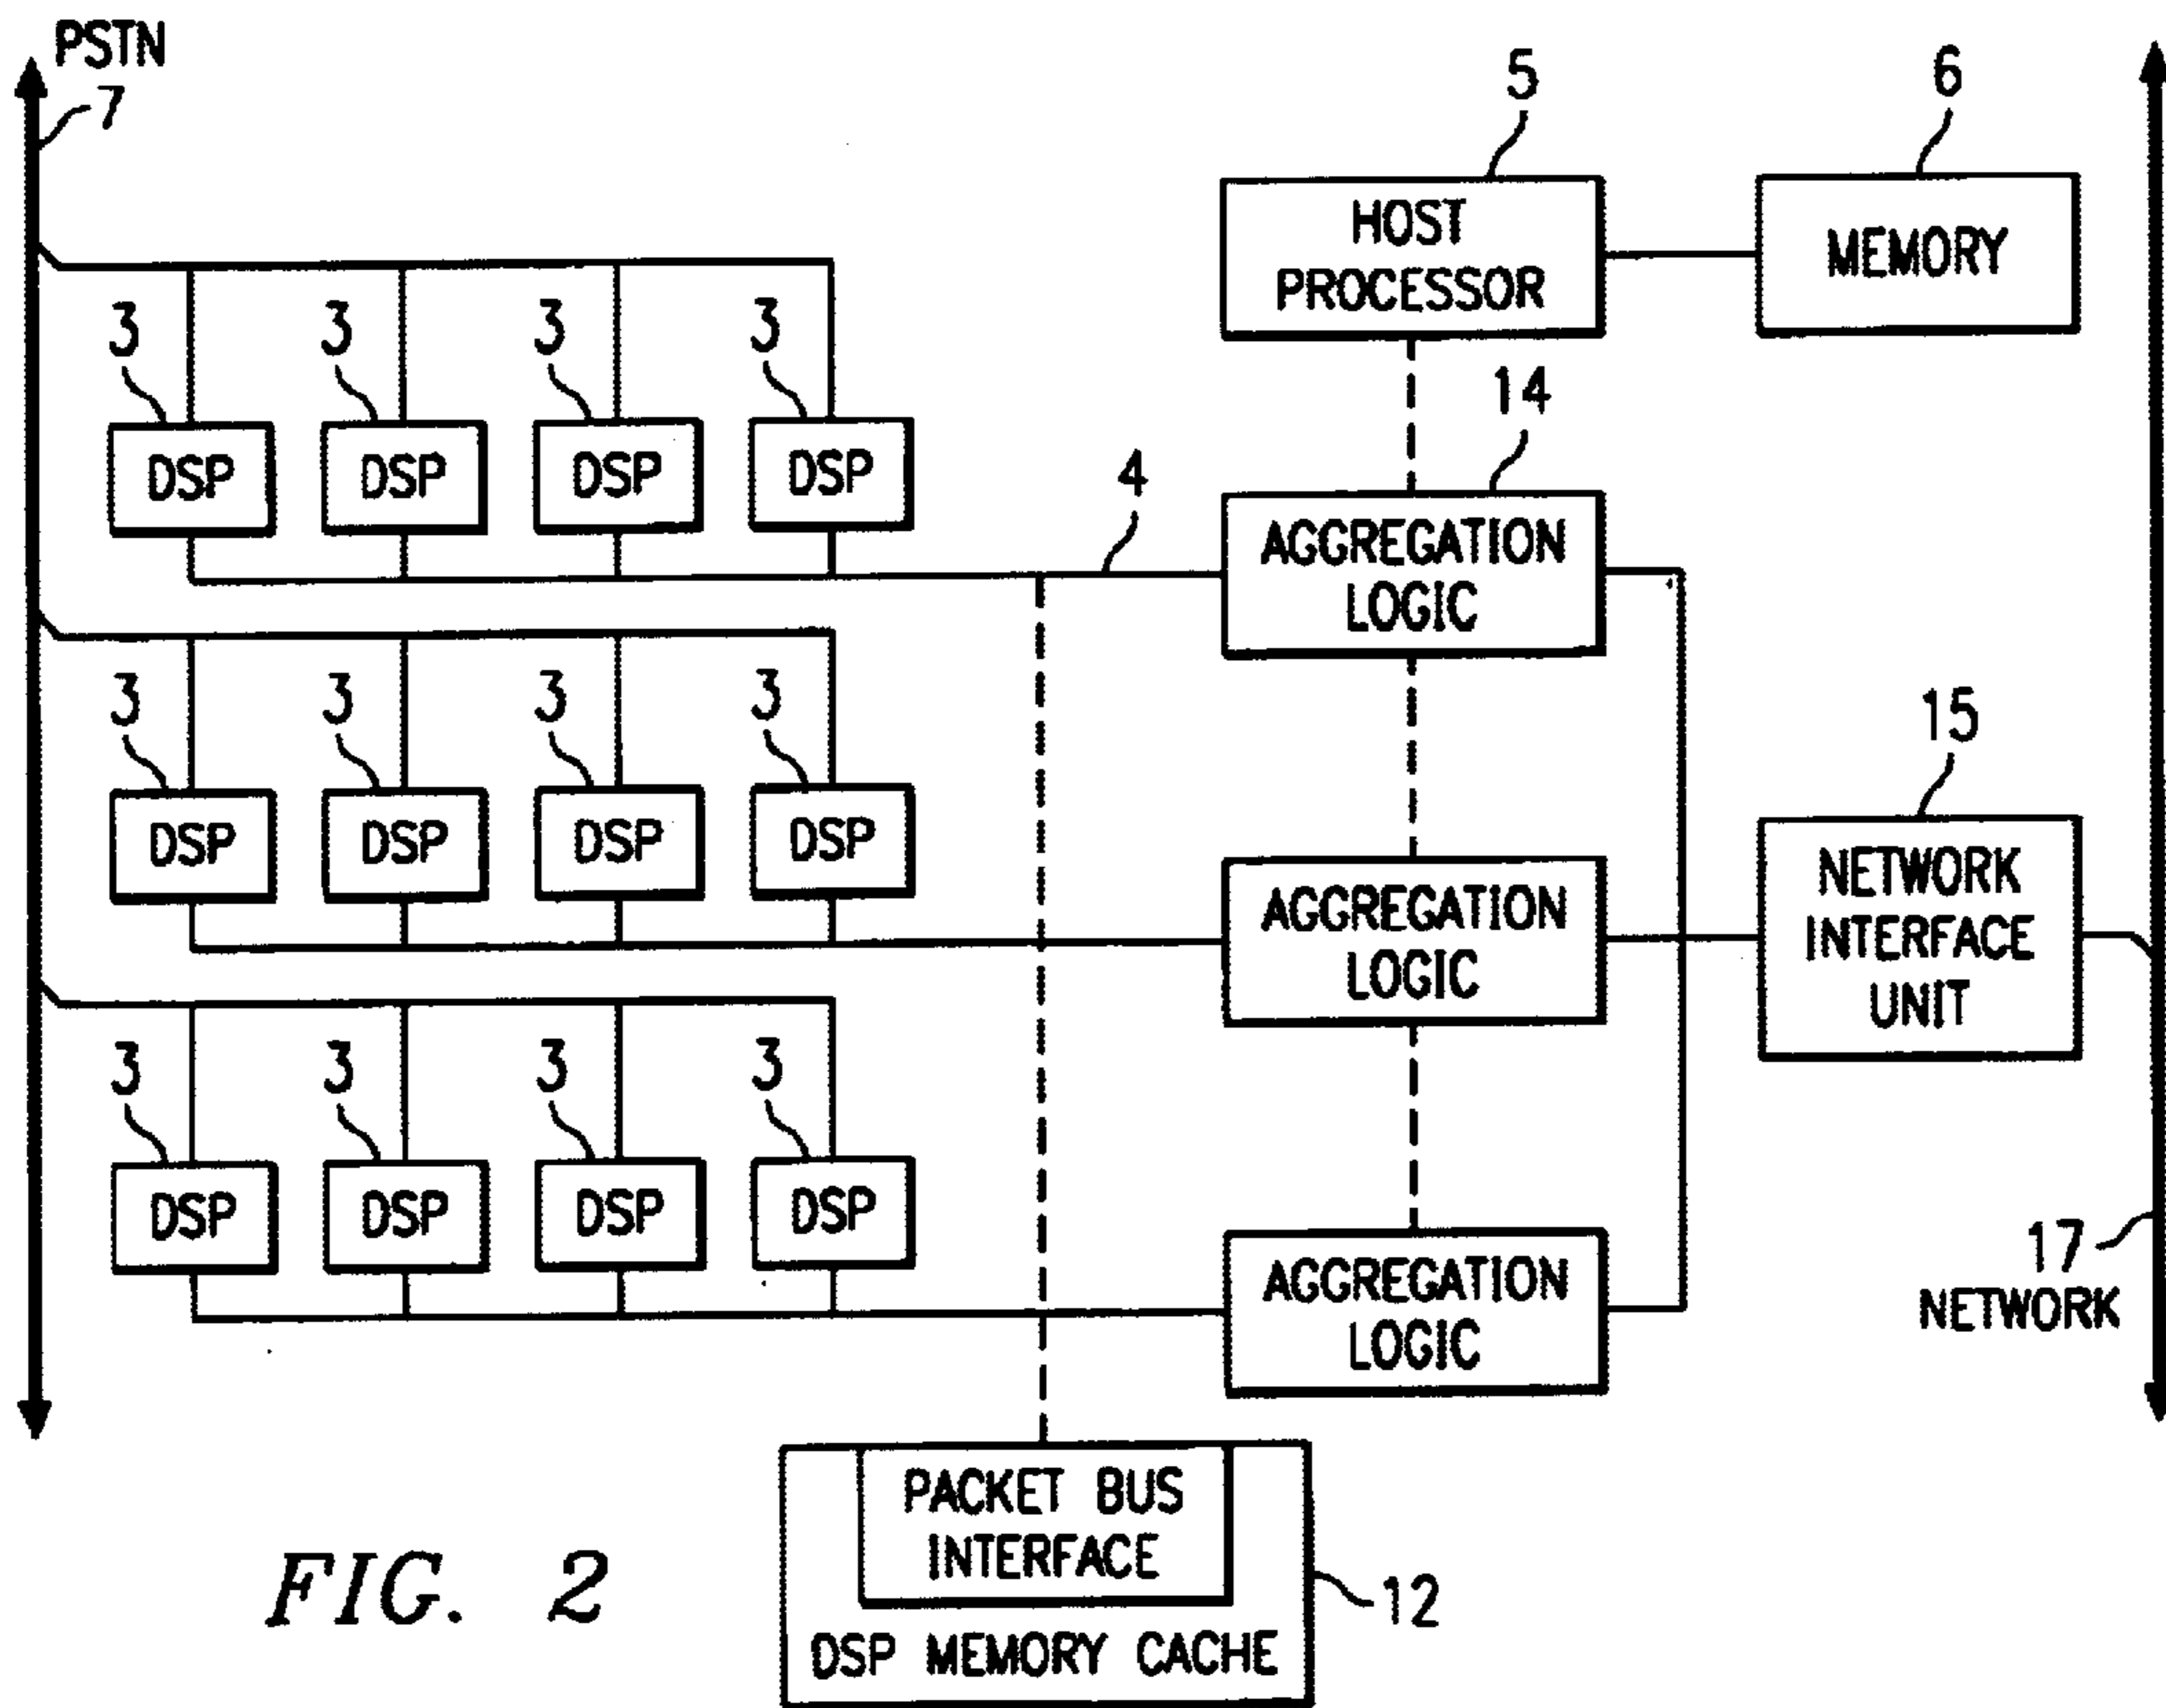 PSTN
7
5
6
HOST
PROCESSOR
MEMORY
3 3 3 3
14
DSP DSP DSP DSP
4
AGGREGATION
LOGIC
3 3 3 3
15
DSP DSP DSP DSP
AGGREGATION
LOGIC
NETWORK
INTERFACE
UNIT
3 3 3 3
DSP DSP DSP DSP
17
NETWORK
AGGREGATION
LOGIC
PACKET BUS
INTERFACE
12
DSP MEMORY CACHE
FIG. 2